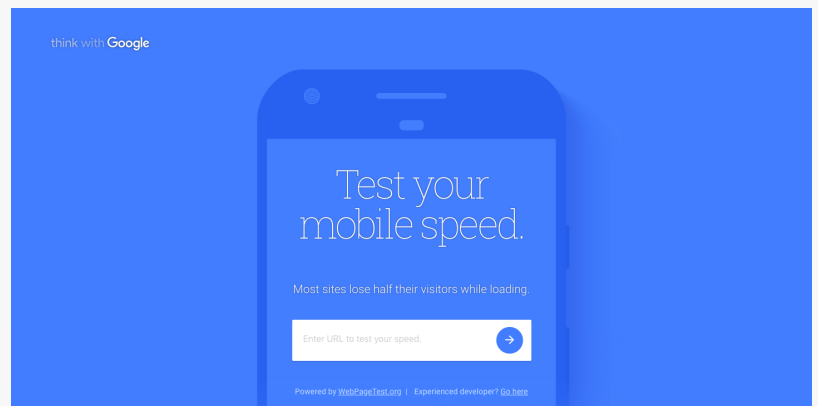 think with Google
Test your
mobile speed.
Most sites lose half their visitors while loading.
Enter URL to test your speed.
Powered by WebPageTest.org | Experienced developer? Go here